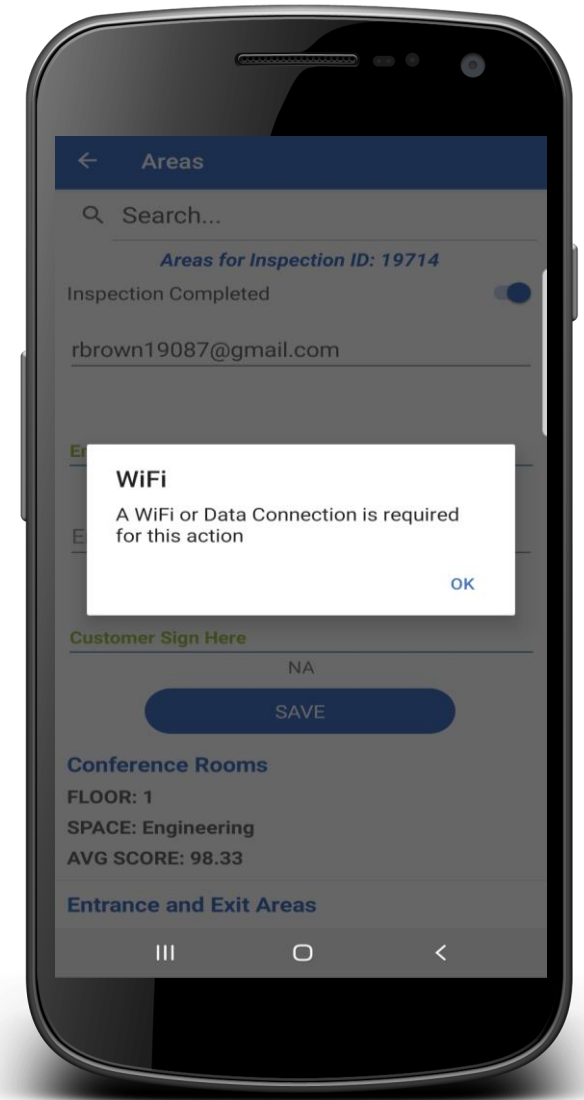 Areas
Search...
Areas for Inspection ID: 19714
Inspection Completed
rbrown19087@gmail.com
WiFi
A WiFi or Data Connection is required
for this action
OK
Customer Sign Here
NA
SAVE
Conference Rooms
FLOOR: 1
SPACE: Engineering
AVG SCORE: 98.33
Entrance and Exit Areas